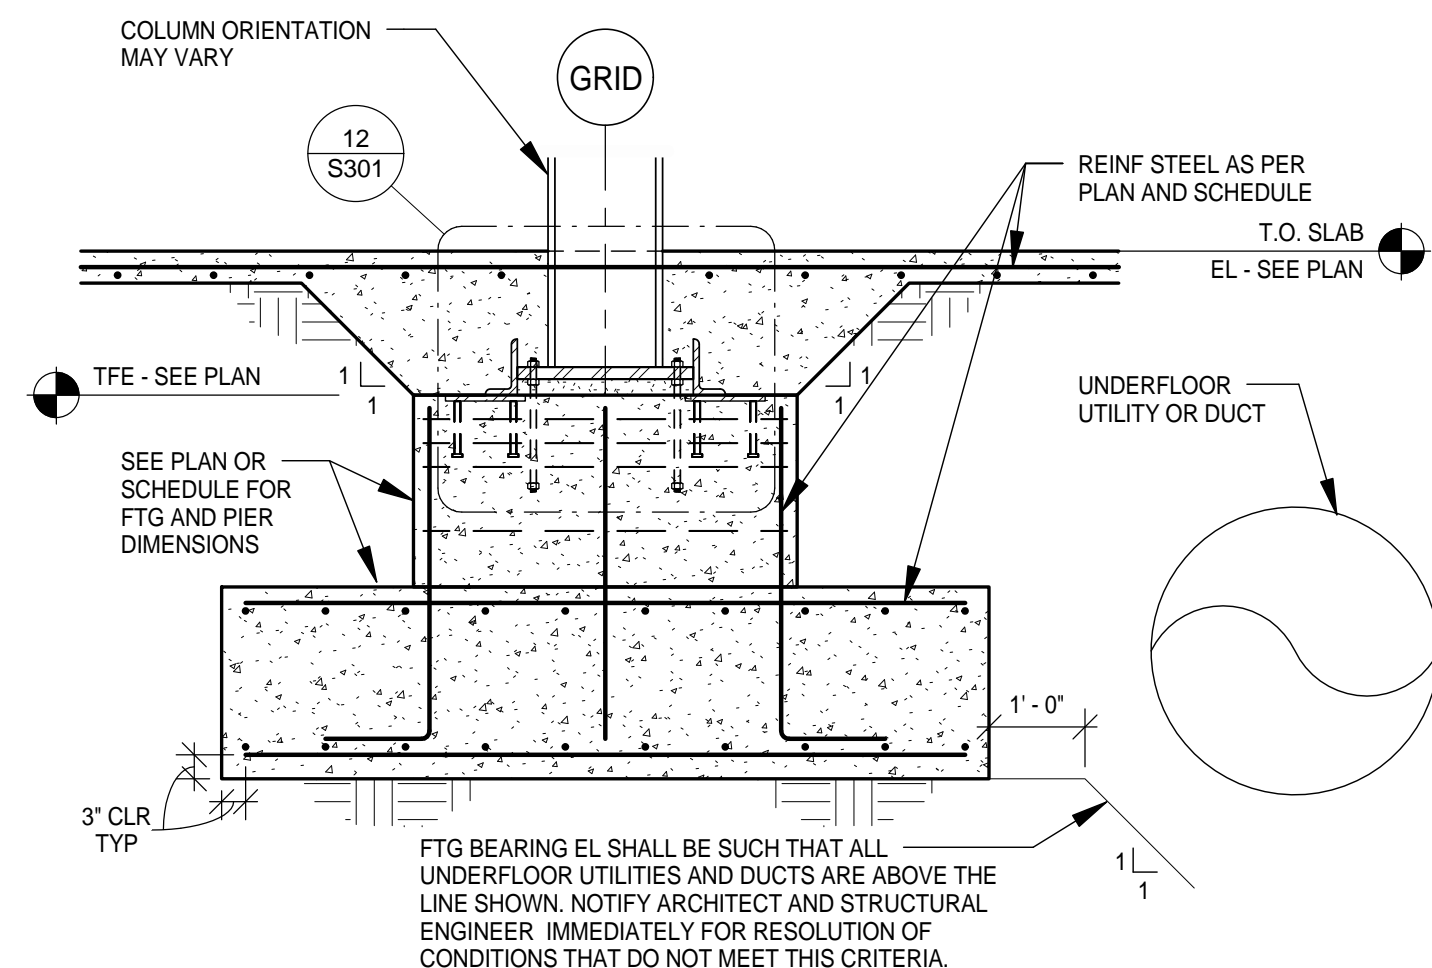 COLUMN ORIENTATION
MAY VARY
GRID
12
S301
REINF STEEL AS PER
PLAN AND SCHEDULE
T.O. SLAB
EL - SEE PLAN
TFE - SEE PLAN
1
1
1
1
UNDERFLOOR
UTILITY OR DUCT
SEE PLAN OR
SCHEDULE FOR
FTG AND PIER
DIMENSIONS
1' - 0"
3" CLR
TYP
FTG BEARING EL SHALL BE SUCH THAT ALL
UNDERFLOOR UTILITIES AND DUCTS ARE ABOVE THE
LINE SHOWN. NOTIFY ARCHITECT AND STRUCTURAL
ENGINEER IMMEDIATELY FOR RESOLUTION OF
CONDITIONS THAT DO NOT MEET THIS CRITERIA.
1
1